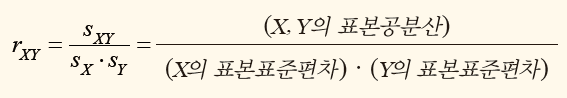 r_XY = s_XY / (s_X · s_Y) = (X, Y의 표본공분산) / (X의 표본표준편차) · (Y의 표본표준편차)